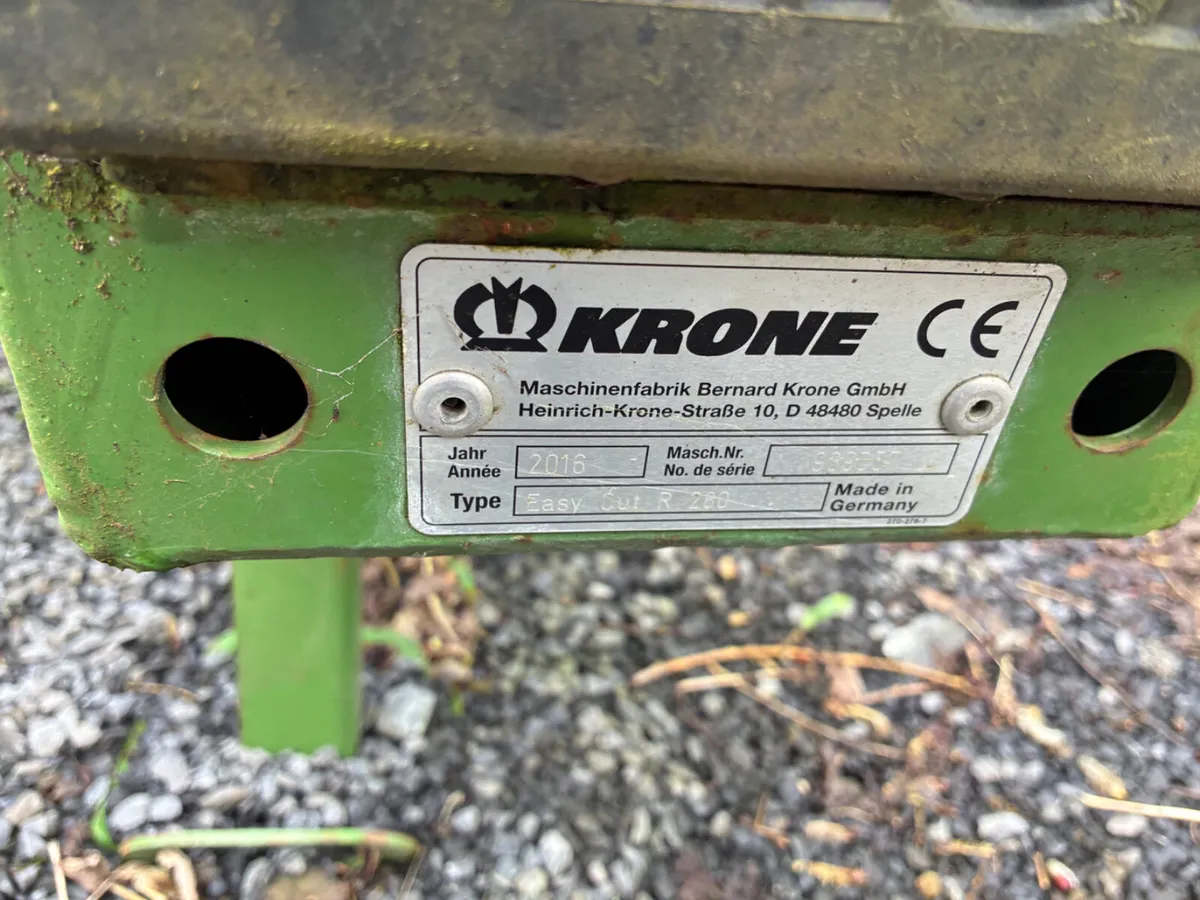 KRONE CE
Maschinenfabrik Bernard Krone GmbH
Heinrich-Krone-Straße 10, D 48480 Spelle
Jahr
Année
2016
Masch.Nr.
No. de série
Type
Easy Cut R 280
Made in
Germany